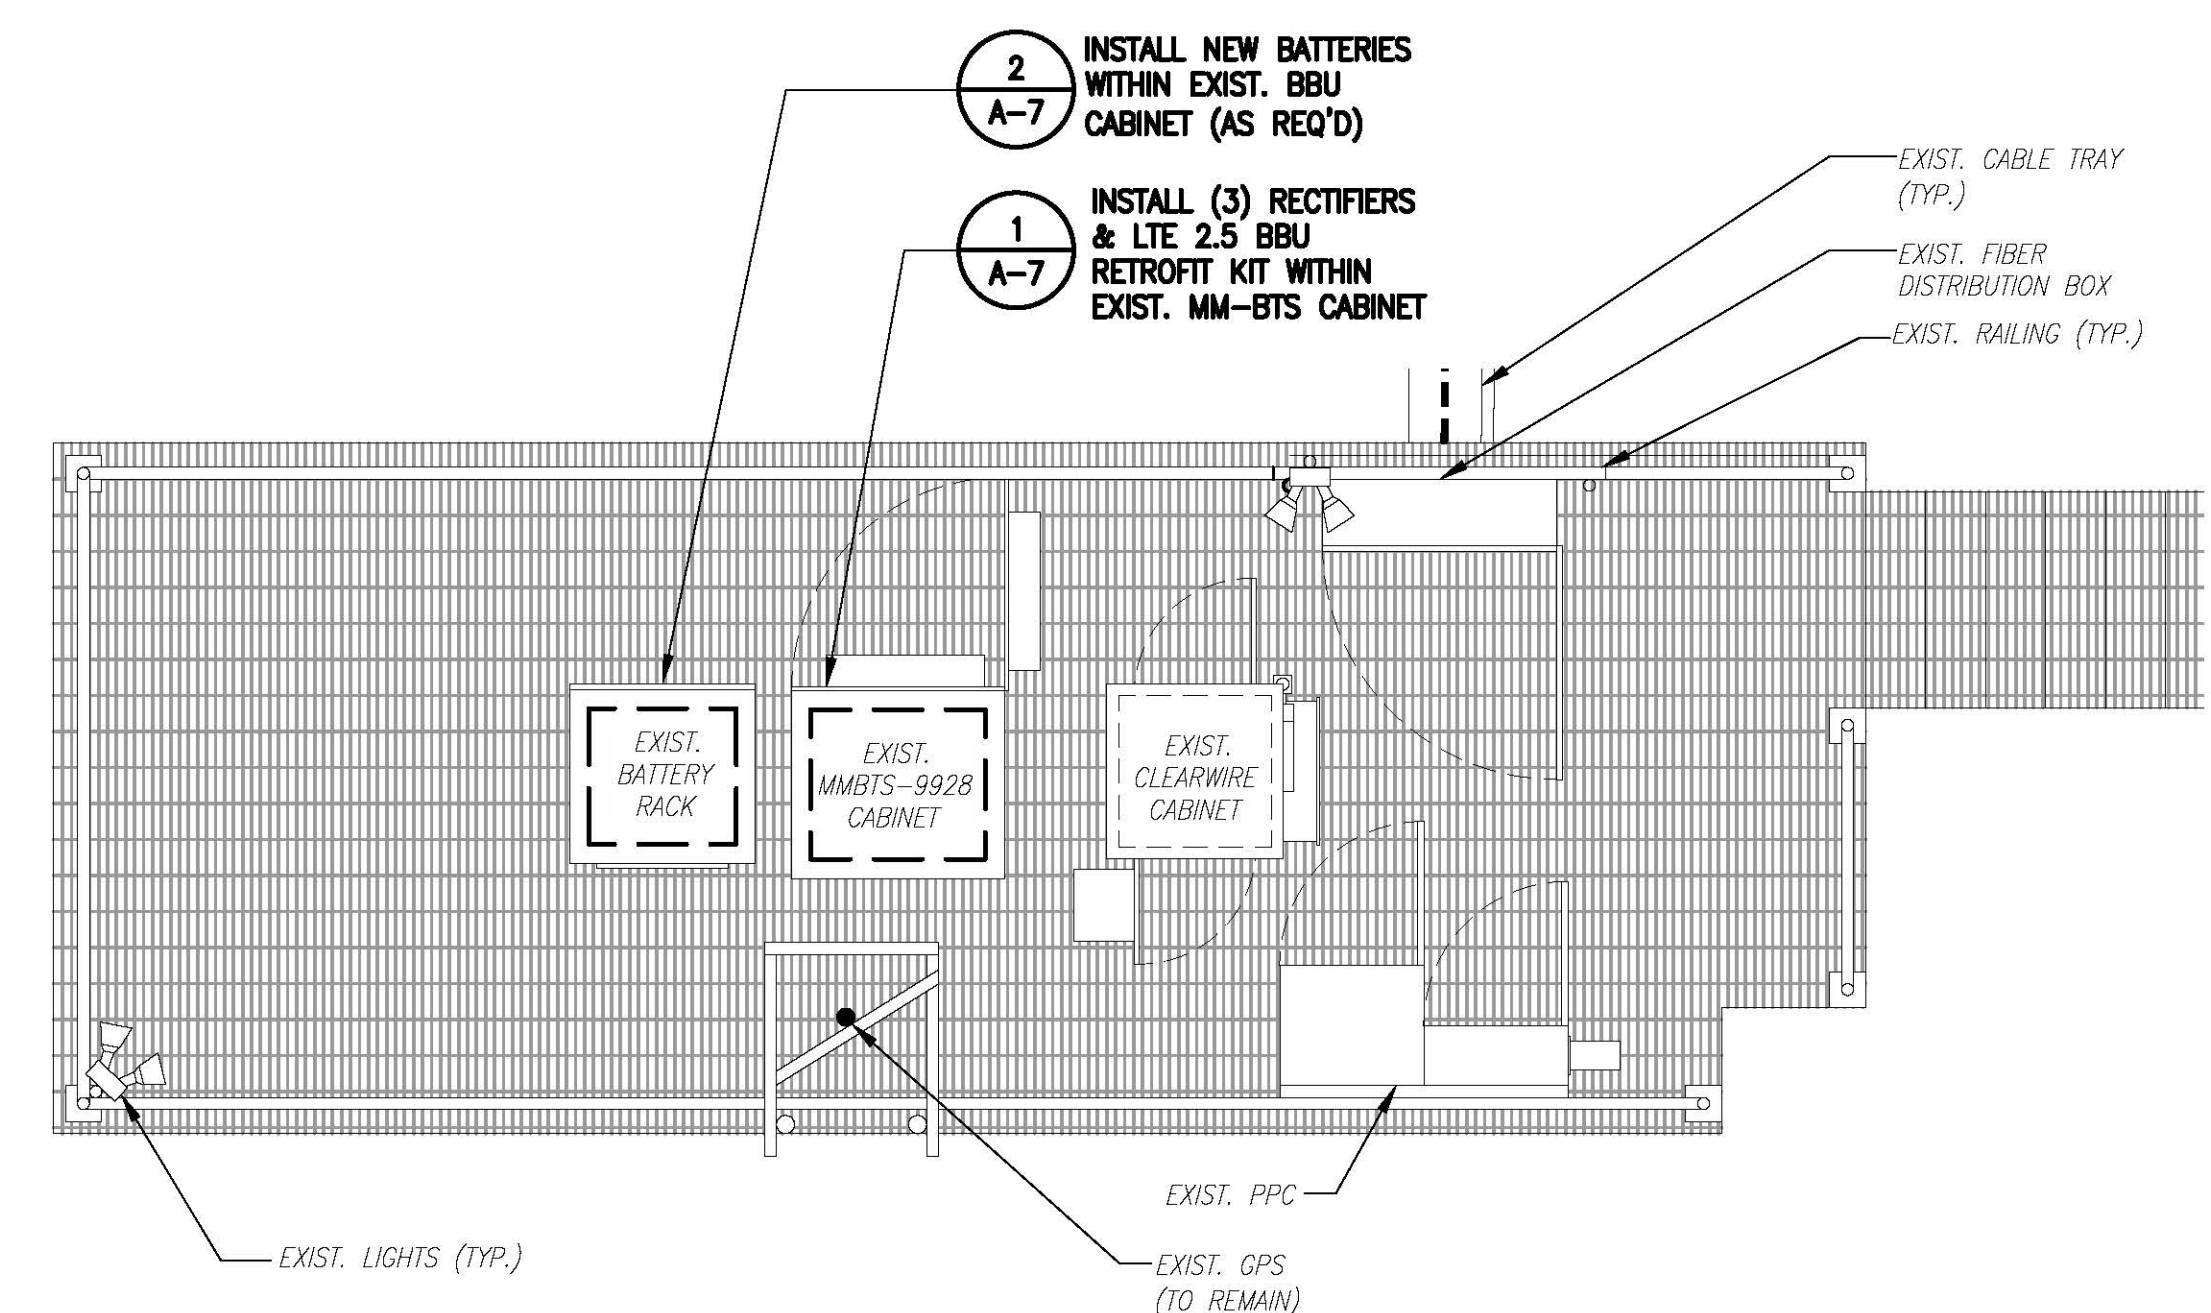 2
A-7
INSTALL NEW BATTERIES
WITHIN EXIST. BBU
CABINET (AS REQ'D)
1
A-7
INSTALL (3) RECTIFIERS
& LTE 2.5 BBU
RETROFIT KIT WITHIN
EXIST. MM-BTS CABINET
EXIST. CABLE TRAY
(TYP.)
EXIST. FIBER
DISTRIBUTION BOX
EXIST. RAILING (TYP.)
EXIST.
BATTERY
RACK
EXIST.
MMBTS-9928
CABINET
EXIST.
CLEARWIRE
CABINET
EXIST. PPC
EXIST. LIGHTS (TYP.)
EXIST. GPS
(TO REMAIN)